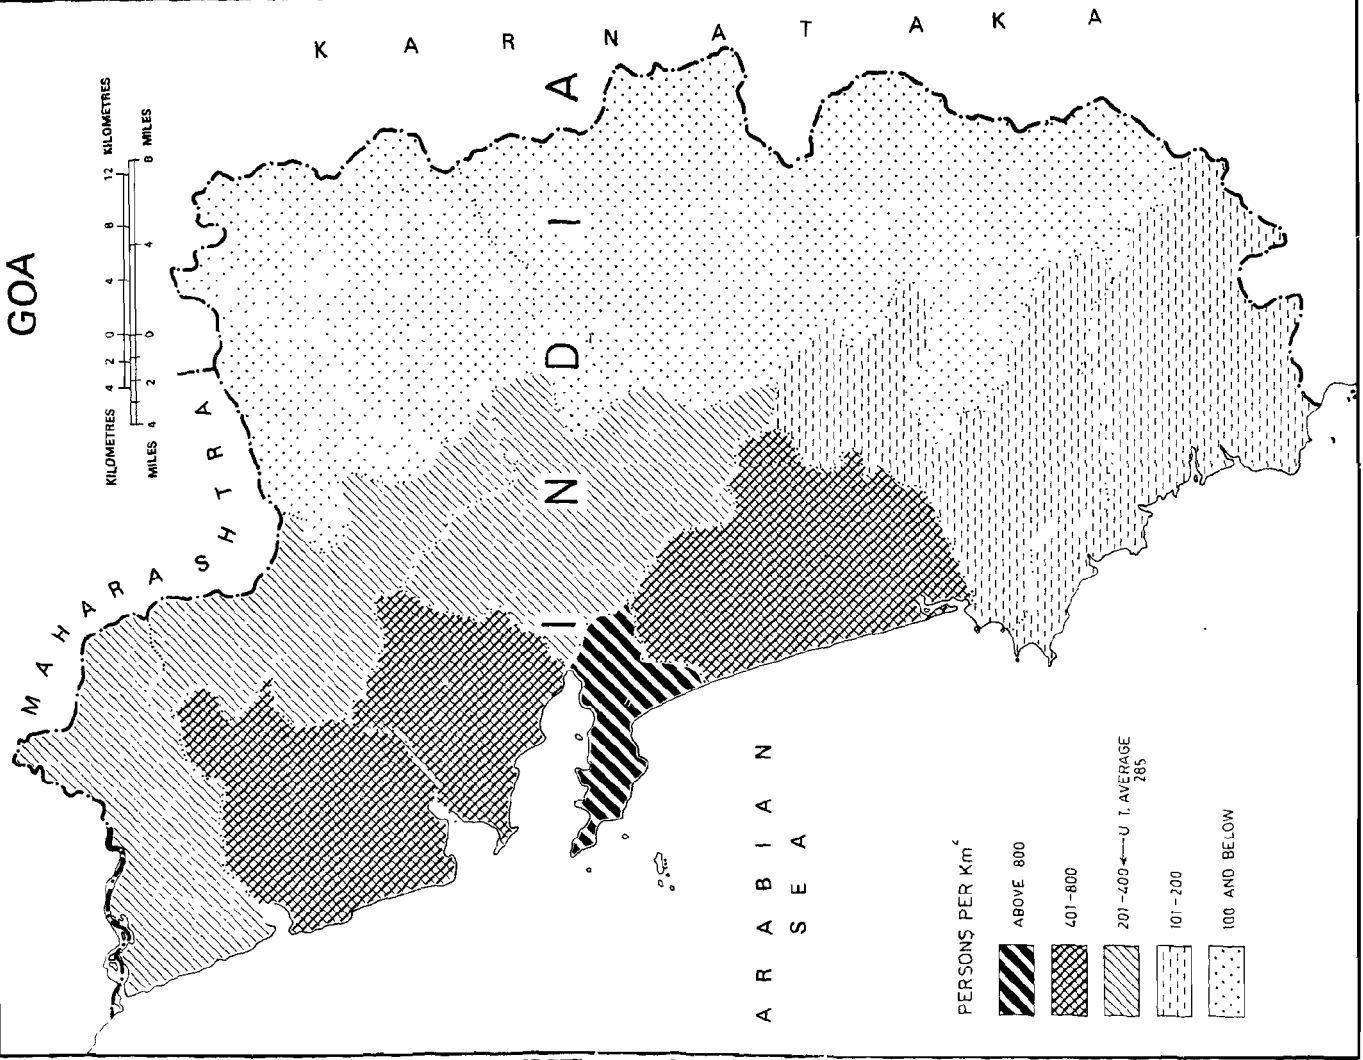 GOA
KILOMETRES 4 2 0 4 8 12 KILOMETRES
MILES 4 2 0 4 8 MILES
MAHARASHTRA
KARNATAKA
INDIA
ARABIAN
SEA
PERSONS PER Km²
ABOVE 800
401-800
201-400←U T. AVERAGE
285
101-200
100 AND BELOW